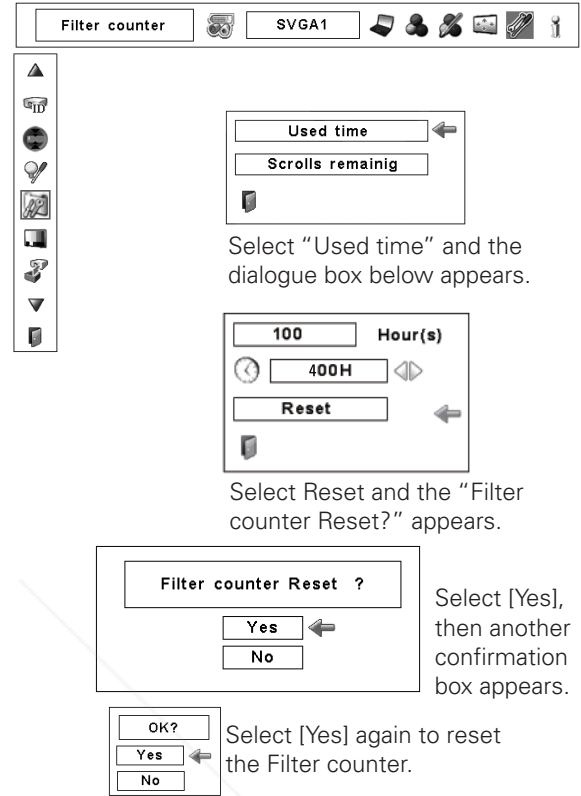 Filter counter SVGA1
ID
Used time
Scrolls remainig
Select “Used time” and the
dialogue box below appears.
100 Hour(s)
400H
Reset
Select Reset and the “Filter
counter Reset?” appears.
Filter counter Reset ?
Yes
No
Select [Yes],
then another
confirmation
box appears.
OK?
Yes
No
Select [Yes] again to reset
the Filter counter.